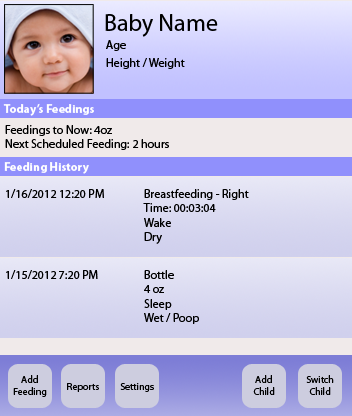 Baby Name
Age
Height / Weight
Today's Feedings
Feedings to Now: 4oz
Next Scheduled Feeding: 2 hours
Feeding History
1/16/2012 12:20 PM
Breastfeeding - Right
Time: 00:03:04
Wake
Dry
1/15/2012 7:20 PM
Bottle
4 oz
Sleep
Wet / Poop
Add
Feeding
Reports
Settings
Add
Child
Switch
Child